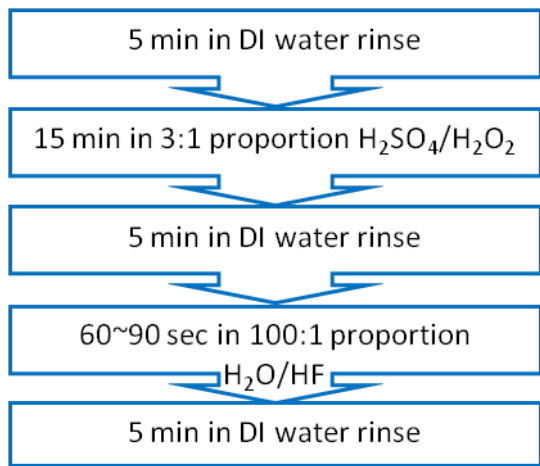 5 min in DI water rinse
15 min in 3:1 proportion H₂SO₄/H₂O₂
5 min in DI water rinse
60~90 sec in 100:1 proportion
H₂O/HF
5 min in DI water rinse